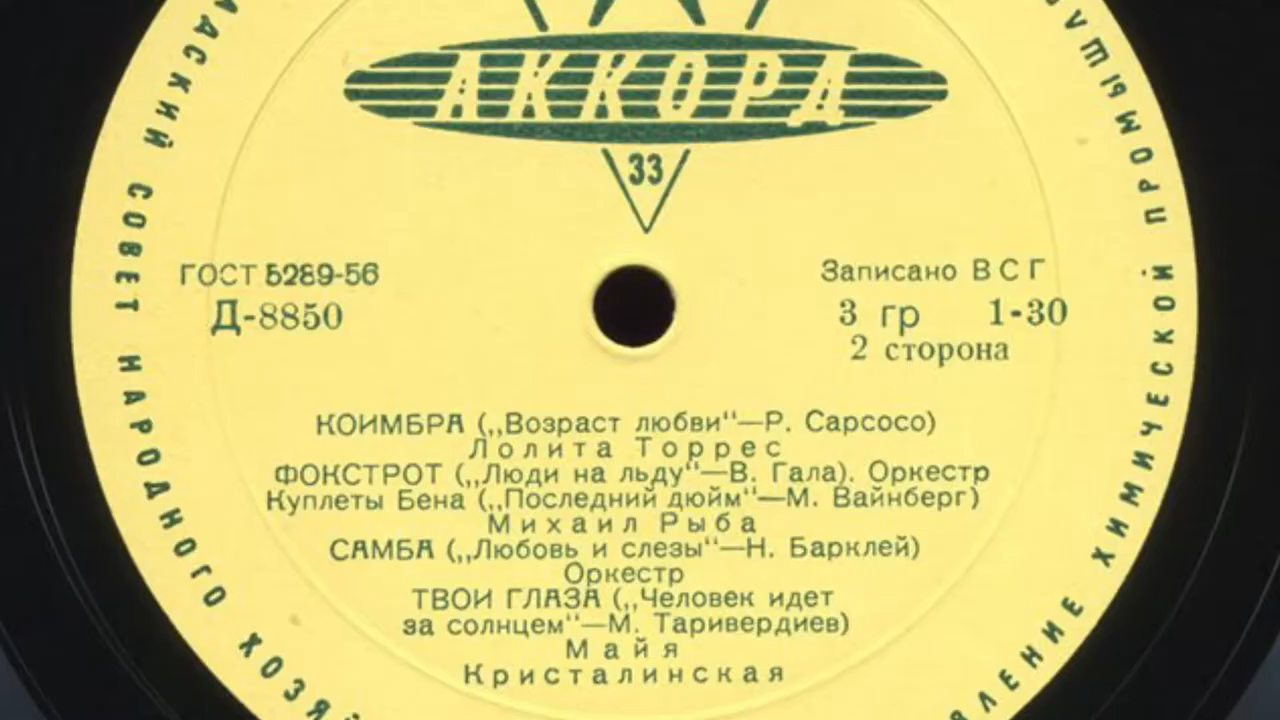 АККОРД
33
ГОСТ 5289-56
Д-8850
Записано ВСГ
3 гр 1-30
2 сторона
КОИМБРА („Возраст любви“—Р. Сарсосо)
Лолита Торрес
ФОКСТРОТ („Люди на льду“—В. Гала). Оркестр
Куплеты Бена („Последний дюйм“—М. Вайнберг)
Михаил Рыба
САМБА („Любовь и слезы“—Н. Барклей)
Оркестр
ТВОИ ГЛАЗА („Человек идет
за солнцем“—М. Таривердиев)
Майя
Кристалинская
СОВЕТ НАРОДНОГО
ХИМИЧЕСКОЙ ПРОМЫШ